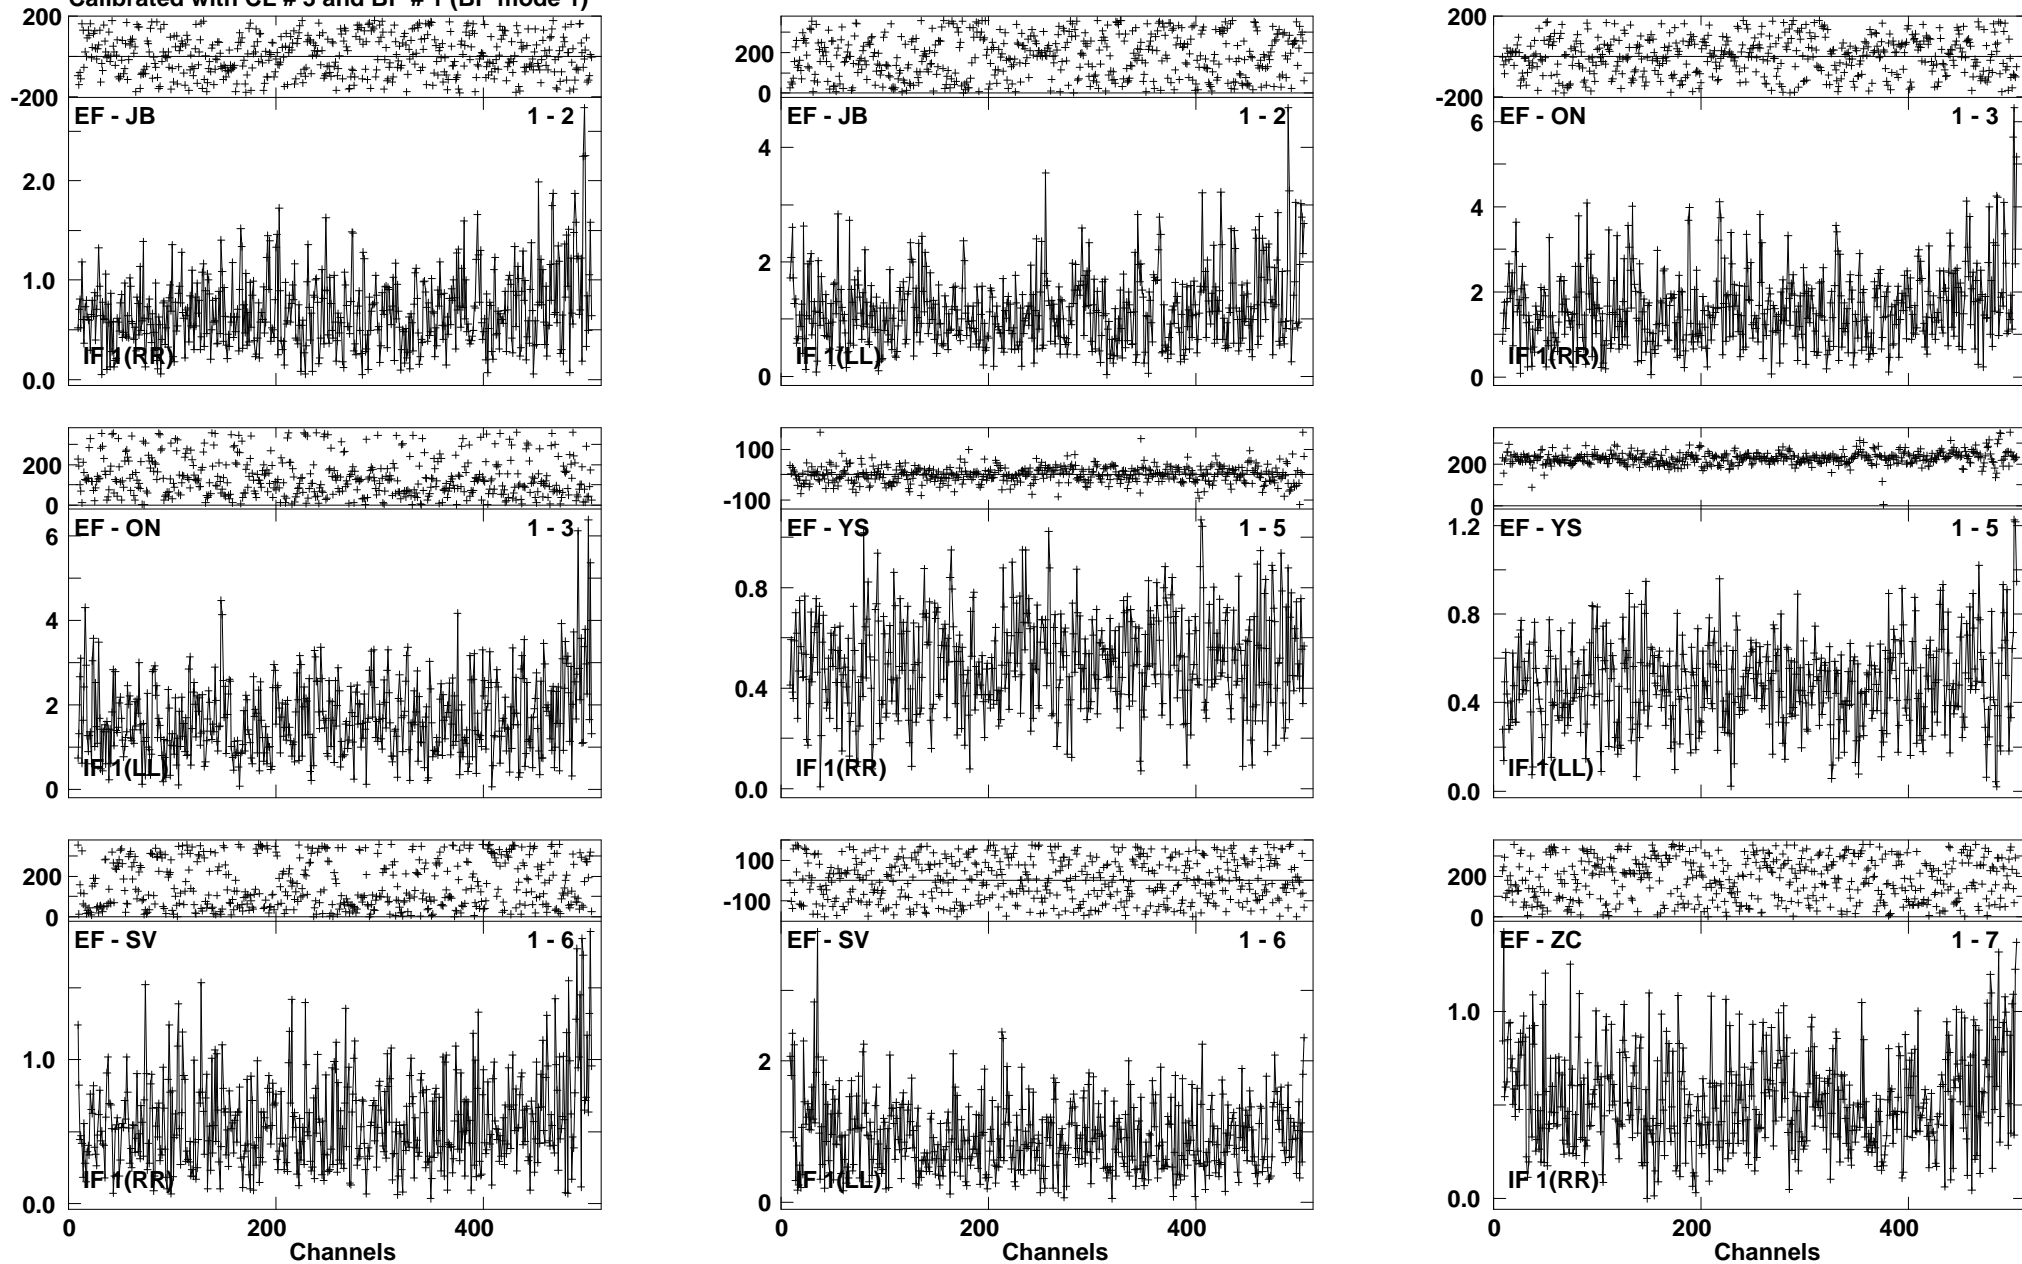 Calibrated with CL # 3 and BP # 1 (BP mode 1)
200
-200
EF - JB
1 - 2
2.0
1.0
0.0
IF 1(RR)
200
0
EF - JB
1 - 2
4
2
0
IF 1(LL)
200
-200
EF - ON
1 - 3
6
4
2
0
IF 1(RR)
200
0
EF - ON
1 - 3
6
4
2
0
IF 1(LL)
100
-100
EF - YS
1 - 5
0.8
0.4
0.0
IF 1(RR)
200
0
EF - YS
1 - 5
1.2
0.8
0.4
0.0
IF 1(LL)
200
0
EF - SV
1 - 6
1.0
0.0
IF 1(RR)
0 200 400
Channels
100
-100
EF - SV
1 - 6
2
0
IF 1(LL)
0 200 400
Channels
200
0
EF - ZC
1 - 7
1.0
0.0
IF 1(RR)
0 200 400
Channels